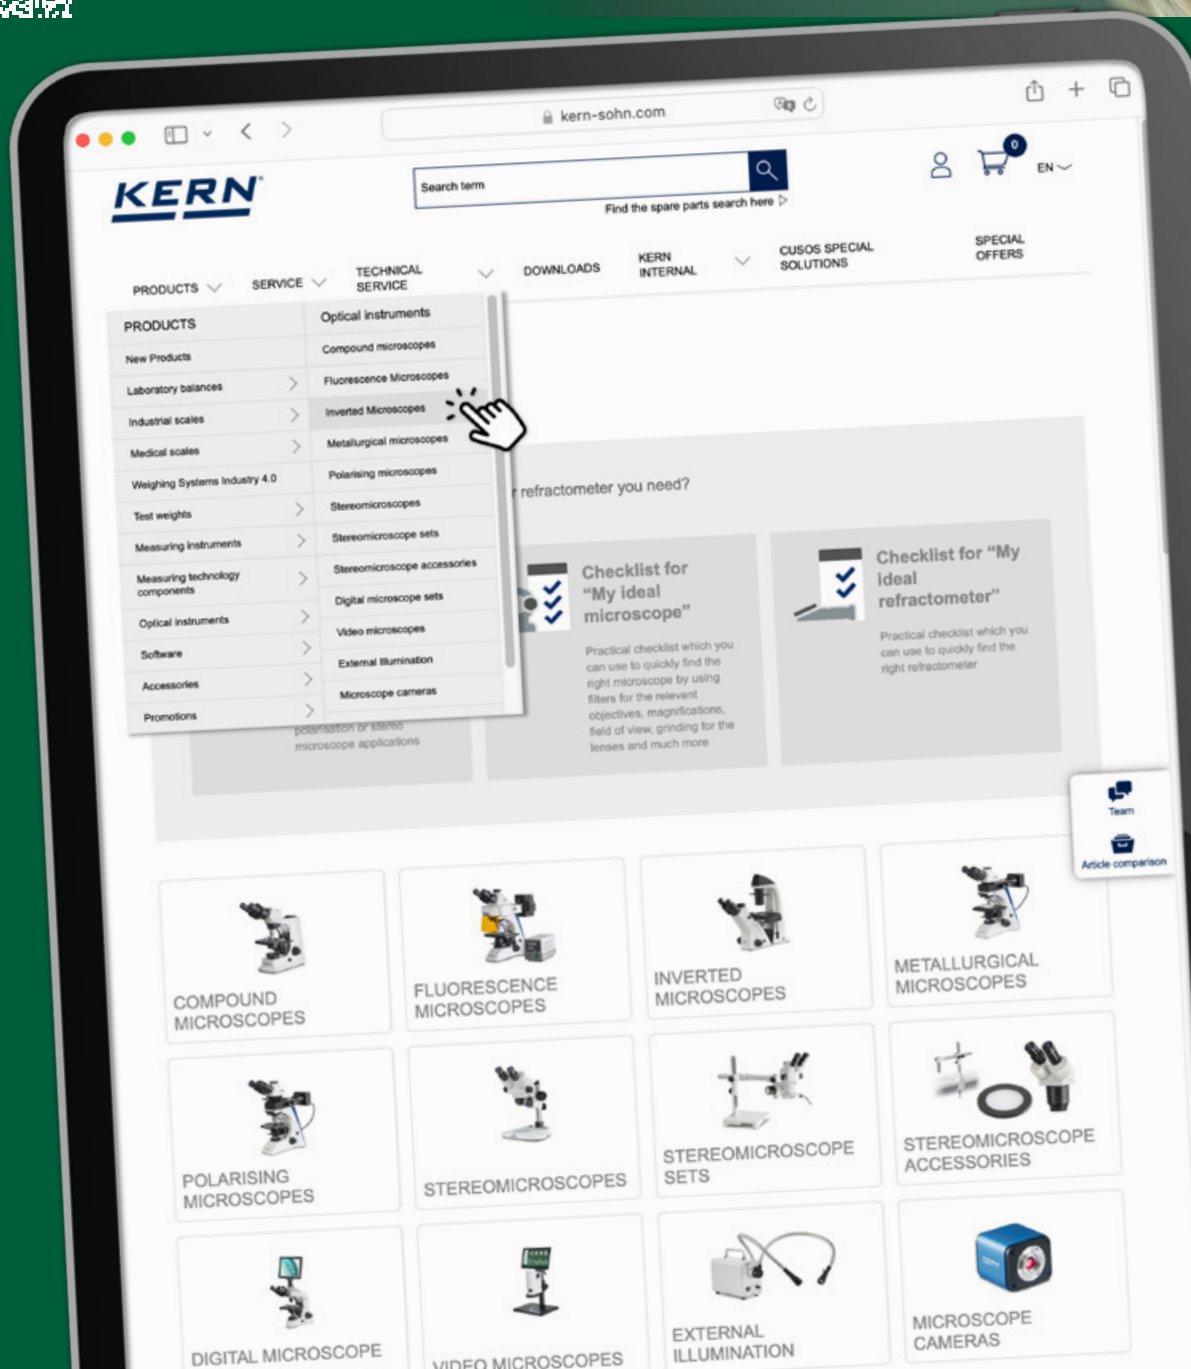 kern-sohn.com
KERN
Search term
0
EN
Find the spare parts search here
PRODUCTS
SERVICE
TECHNICAL
SERVICE
DOWNLOADS
KERN
INTERNAL
CUSOS SPECIAL
SOLUTIONS
SPECIAL
OFFERS
PRODUCTS
New Products
Laboratory balances
Industrial scales
Medical scales
Weighing Systems Industry 4.0
Test weights
Measuring instruments
Measuring technology
components
Optical instruments
Software
Accessories
Promotions
Optical instruments
Compound microscopes
Fluorescence Microscopes
Inverted Microscopes
Metallurgical microscopes
Polarising microscopes
Stereomicroscopes
Stereomicroscope sets
Stereomicroscope accessories
Digital microscope sets
Video microscopes
External Illumination
Microscope cameras
r refractometer you need?
polarisation or stereo
microscope applications
Checklist for
“My ideal
microscope”
Practical checklist which you
can use to quickly find the
right microscope by using
filters for the relevant
objectives, magnifications,
field of view, grinding for the
lenses and much more
Checklist for “My
ideal
refractometer”
Practical checklist which you
can use to quickly find the
right refractometer
Team
Article comparison
COMPOUND
MICROSCOPES
FLUORESCENCE
MICROSCOPES
INVERTED
MICROSCOPES
METALLURGICAL
MICROSCOPES
POLARISING
MICROSCOPES
STEREOMICROSCOPES
STEREOMICROSCOPE
SETS
STEREOMICROSCOPE
ACCESSORIES
DIGITAL MICROSCOPE
VIDEO MICROSCOPES
EXTERNAL
ILLUMINATION
KERN
MICROSCOPE
CAMERAS